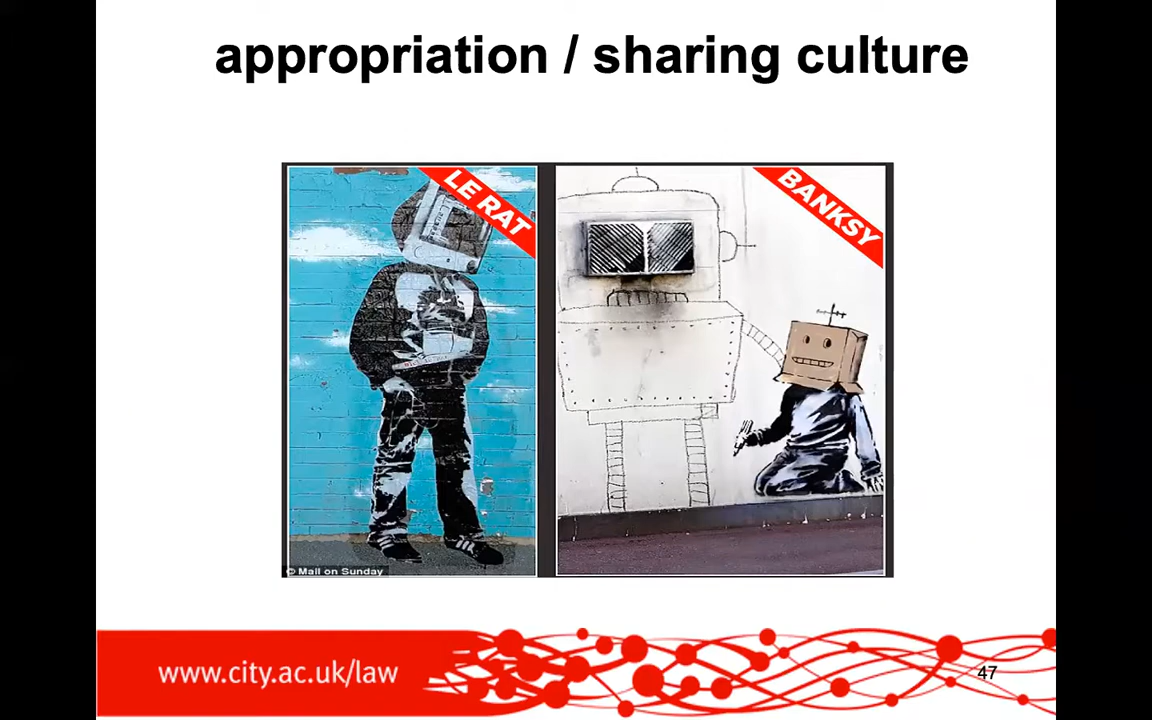 appropriation / sharing culture
LE RAT
BANKSY
© Mail on Sunday
www.city.ac.uk/law
47